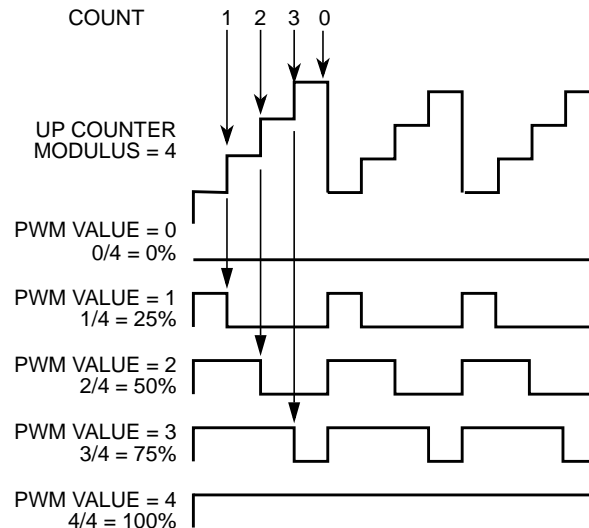 COUNT 1 2 3 0
UP COUNTER
MODULUS = 4
PWM VALUE = 0
0/4 = 0%
PWM VALUE = 1
1/4 = 25%
PWM VALUE = 2
2/4 = 50%
PWM VALUE = 3
3/4 = 75%
PWM VALUE = 4
4/4 = 100%